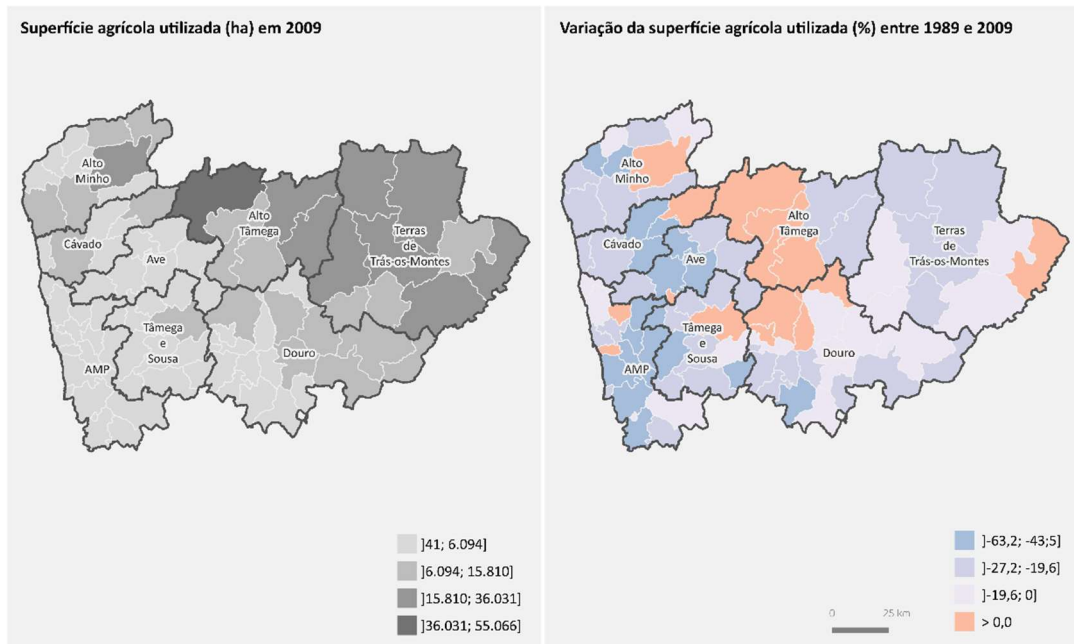 Superfície agrícola utilizada (ha) em 2009
Alto
Minho
Cávado
Ave
Alto
Tâmega
Terras
de
Trás-os-Montes
Tâmega
e
Sousa
AMP
Douro
]41; 6.094]
]6.094; 15.810]
]15.810; 36.031]
]36.031; 55.066]
Variação da superfície agrícola utilizada (%) entre 1989 e 2009
Alto
Minho
Cávado
Ave
Alto
Tâmega
Terras
de
Trás-os-Montes
Tâmega
e
Sousa
AMP
Douro
0 25 km
]-63,2; -43;5]
]-27,2; -19,6]
]-19,6; 0]
> 0,0